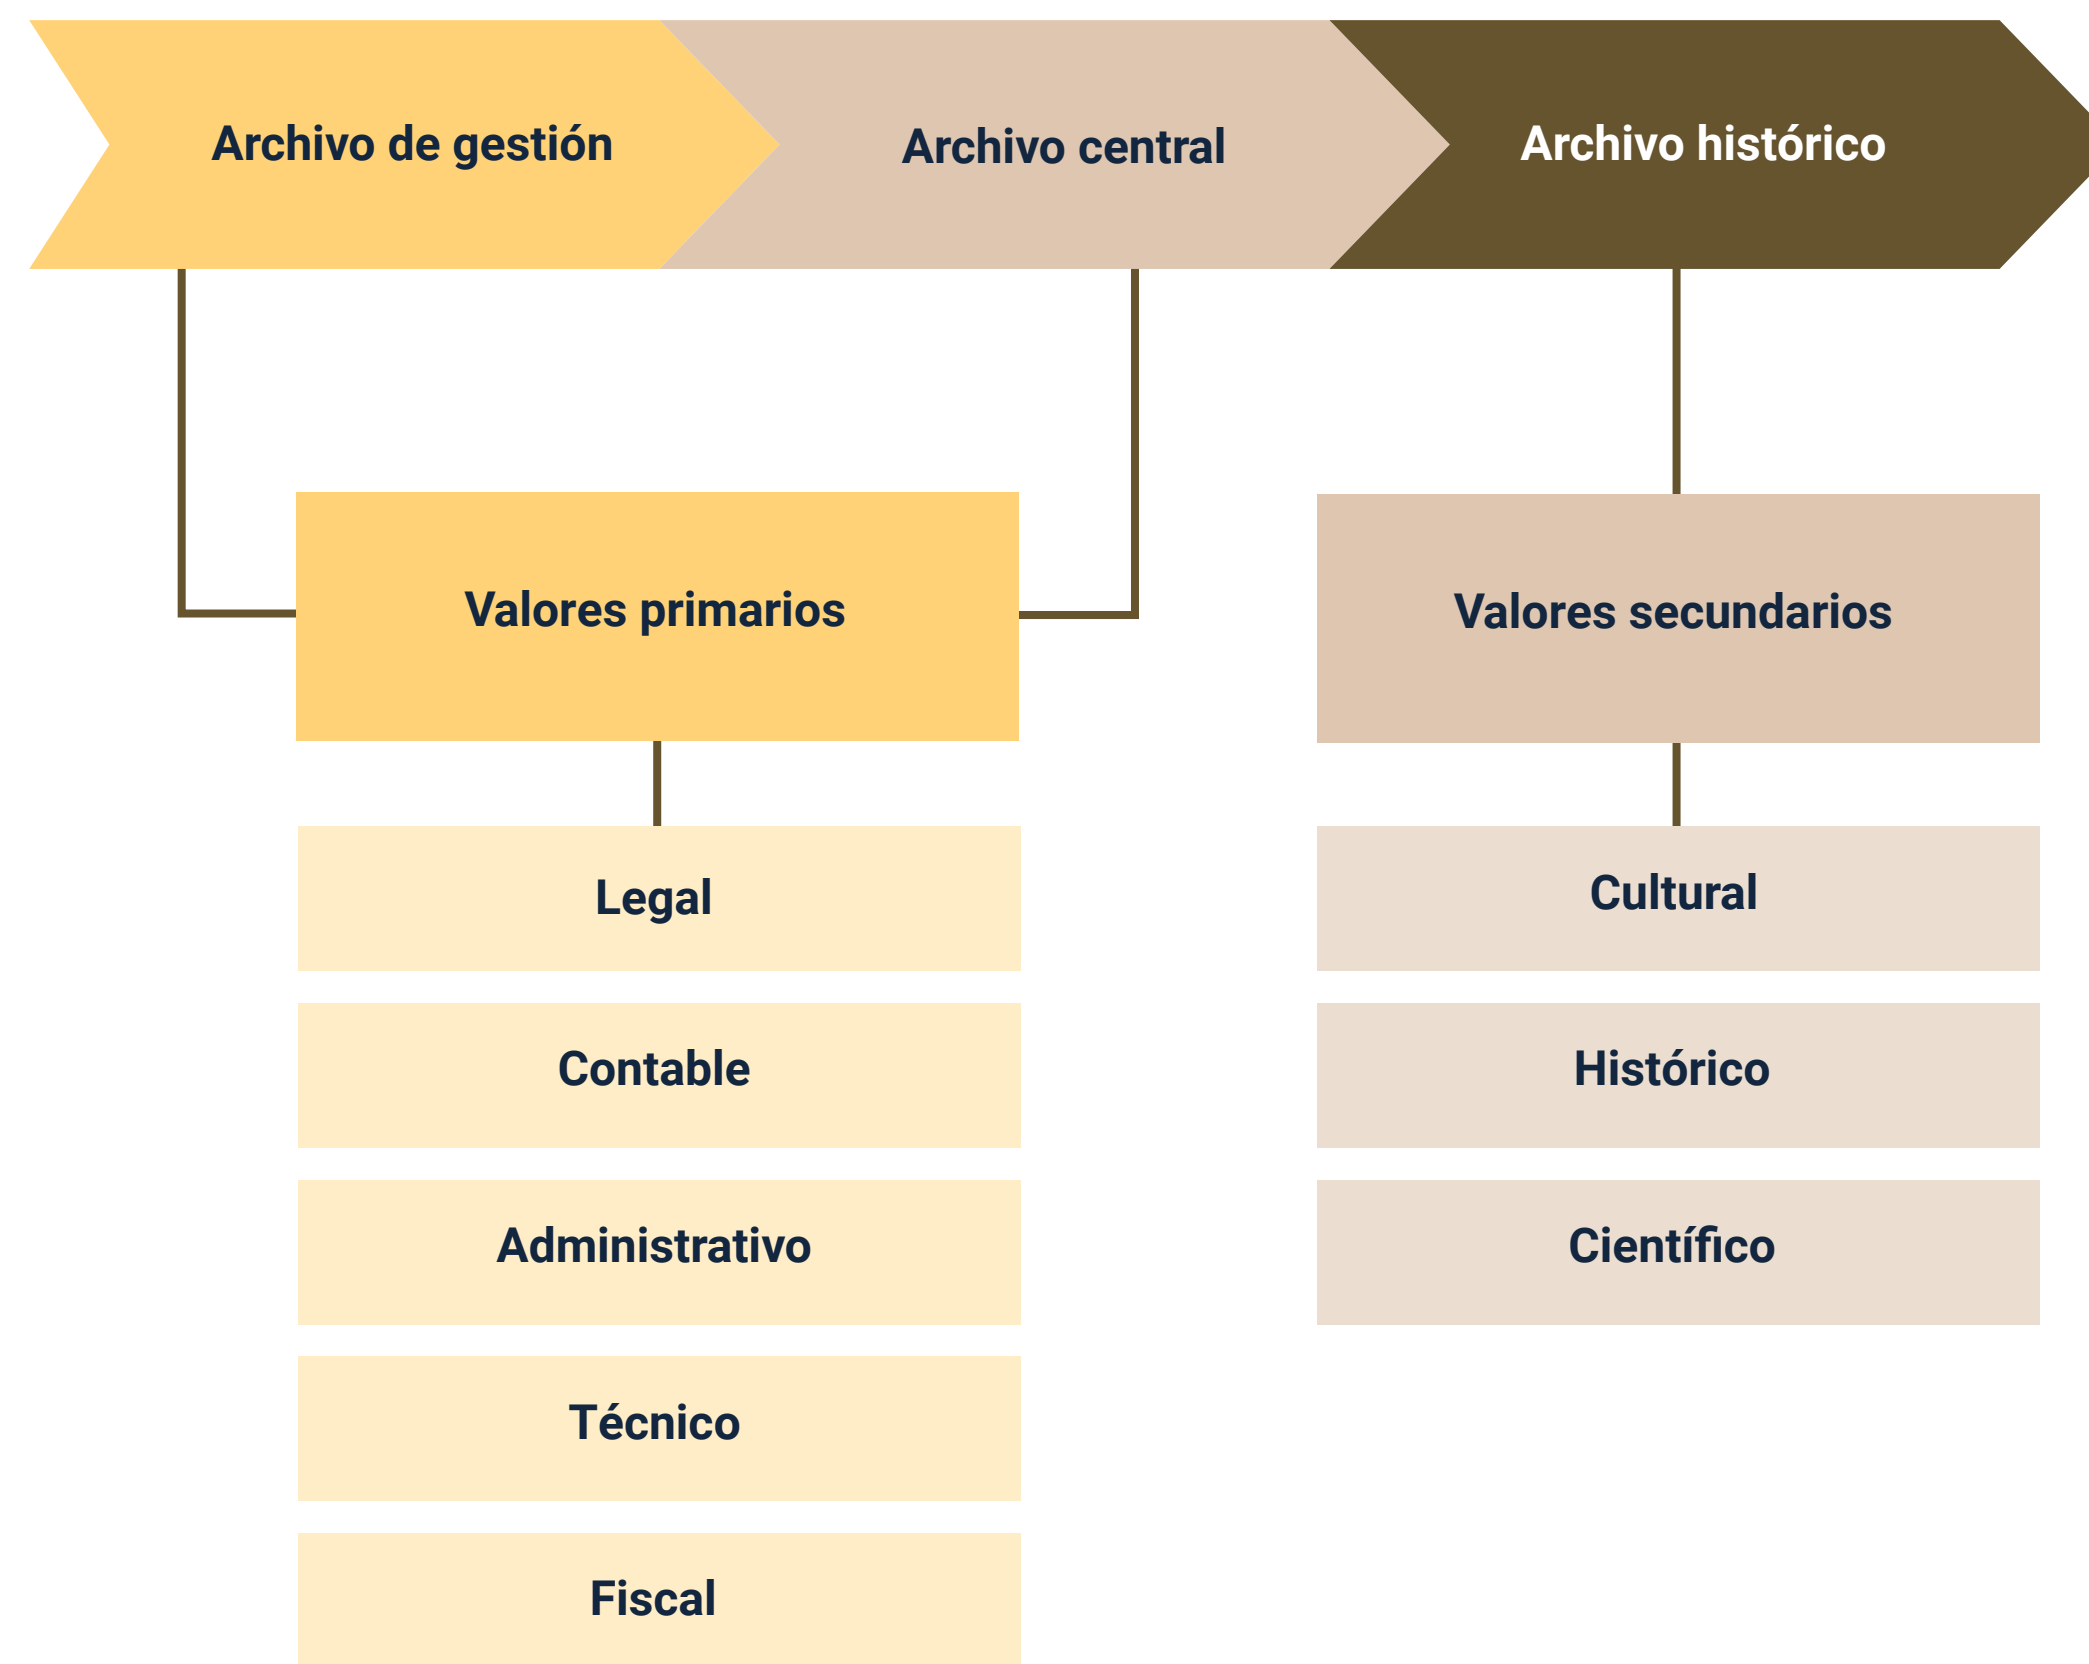 Archivo de gestión
Archivo central
Archivo histórico
Valores primarios
Valores secundarios
Legal
Contable
Administrativo
Técnico
Fiscal
Cultural
Histórico
Científico